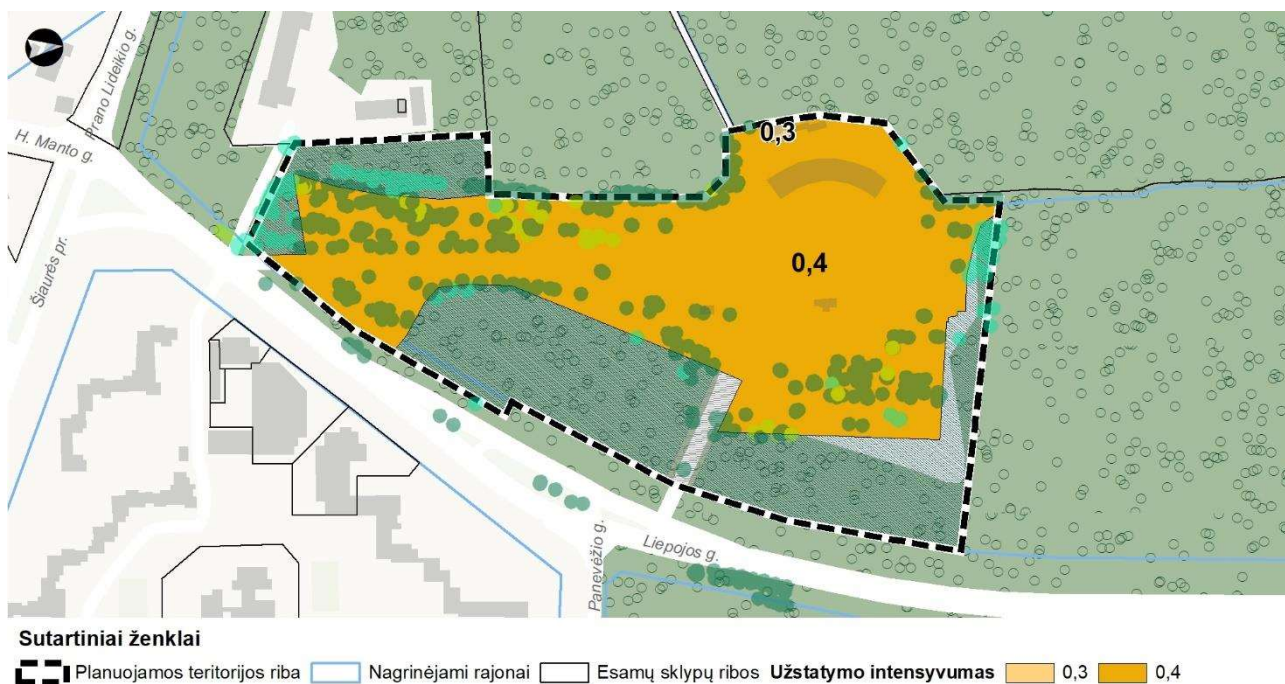 Prano Lideikio g.
H. Manto g.
Šiaurės pr.
0,3
0,4
Liepojos g.
Panevėžio g.
Sutartiniai ženklai
Planuojamos teritorijos riba Nagrinėjami rajonai Esamų sklypų ribos Užstatymo intensyvumas 0,3 0,4